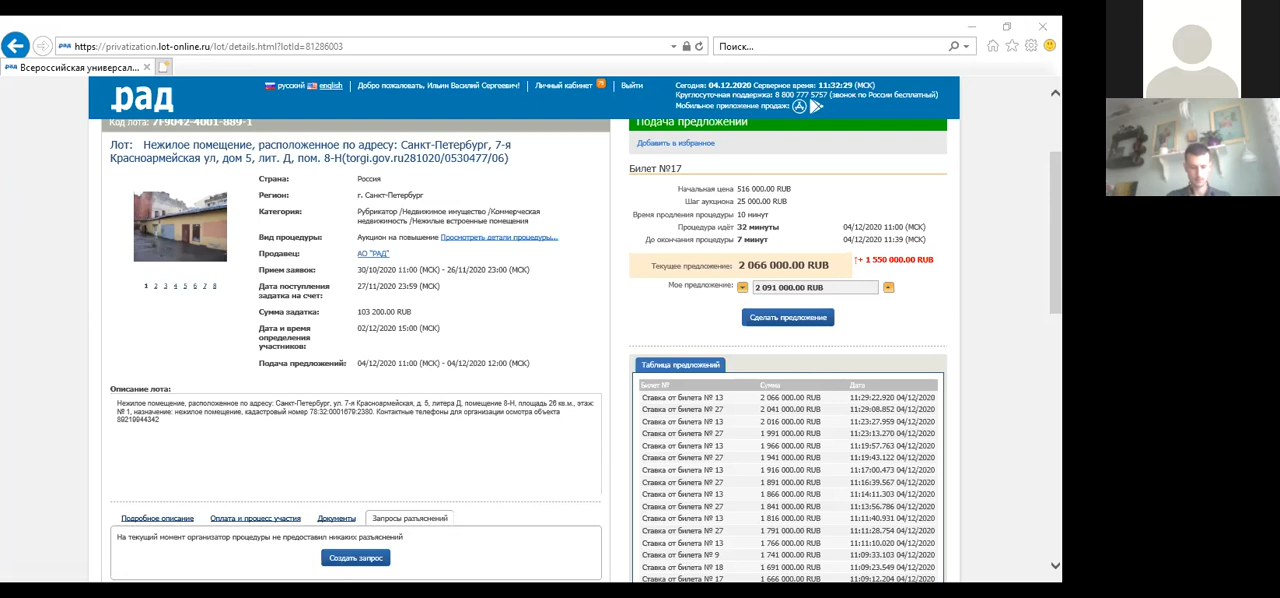 https://privatization.lot-online.ru/lot/details.html?lotId=81286003
Поиск...
рад Всероссийская универсал...
русский english Добро пожаловать, Ильин Василий Сергеевич! Личный кабинет Выйти
Сегодня: 04.12.2020 Серверное время: 11:32:29 (МСК)
Круглосуточная поддержка: 8 800 777 5757 (звонок по России бесплатный)
Мобильное приложение продаж:
рад
Код лота: 7F9042-4001-889-1
Лот: Нежилое помещение, расположенное по адресу: Санкт-Петербург, 7-я
Красноармейская ул, дом 5, лит. Д, пом. 8-Н(torgi.gov.ru281020/0530477/06)
Страна: Россия
Регион: г. Санкт-Петербург
Категория: Рубрикатор /Недвижимое имущество /Коммерческая
недвижимость /Нежилые встроенные помещения
Вид процедуры: Аукцион на повышение Просмотреть детали процедуры...
Продавец: АО "РАД"
Прием заявок: 30/10/2020 11:00 (МСК) - 26/11/2020 23:00 (МСК)
1 2 3 4 5 6 7 8
Дата поступления
задатка на счет: 27/11/2020 23:59 (МСК)
Сумма задатка: 103 200.00 RUB
Дата и время
определения
участников: 02/12/2020 15:00 (МСК)
Подача предложений: 04/12/2020 11:00 (МСК) - 04/12/2020 12:00 (МСК)
Описание лота:
Нежилое помещение, расположенное по адресу: Санкт-Петербург, ул. 7-я Красноармейская, д. 5, литера Д, помещение 8-Н, площадь 26 кв.м., этаж:
№ 1, назначение: нежилое помещение, кадастровый номер 78:32:0001679:2380. Контактные телефоны для организации осмотра объекта
89219944342
Подробное описание Оплата и процесс участия Документы Запросы разъяснений
На текущий момент организатор процедуры не предоставил никаких разъяснений
Создать запрос
Подача предложений
Добавить в избранное
Билет №17
Начальная цена 516 000.00 RUB
Шаг аукциона 25 000.00 RUB
Время продления процедуры 10 минут
Процедура идёт 32 минуты 04/12/2020 11:00 (МСК)
До окончания процедуры 7 минут 04/12/2020 11:39 (МСК)
Текущее предложение: 2 066 000.00 RUB ↑+ 1 550 000.00 RUB
Мое предложение: 2 091 000.00 RUB
Сделать предложение
Таблица предложений
Билет № Сумма Дата
Ставка от билета № 13 2 066 000.00 RUB 11:29:22.920 04/12/2020
Ставка от билета № 27 2 041 000.00 RUB 11:29:08.852 04/12/2020
Ставка от билета № 13 2 016 000.00 RUB 11:23:27.959 04/12/2020
Ставка от билета № 27 1 991 000.00 RUB 11:23:13.270 04/12/2020
Ставка от билета № 13 1 966 000.00 RUB 11:19:57.763 04/12/2020
Ставка от билета № 27 1 941 000.00 RUB 11:19:43.122 04/12/2020
Ставка от билета № 13 1 916 000.00 RUB 11:17:00.473 04/12/2020
Ставка от билета № 27 1 891 000.00 RUB 11:16:39.567 04/12/2020
Ставка от билета № 13 1 866 000.00 RUB 11:14:11.303 04/12/2020
Ставка от билета № 27 1 841 000.00 RUB 11:13:56.786 04/12/2020
Ставка от билета № 13 1 816 000.00 RUB 11:11:40.931 04/12/2020
Ставка от билета № 27 1 791 000.00 RUB 11:11:28.754 04/12/2020
Ставка от билета № 13 1 766 000.00 RUB 11:11:10.020 04/12/2020
Ставка от билета № 9 1 741 000.00 RUB 11:09:33.103 04/12/2020
Ставка от билета № 18 1 691 000.00 RUB 11:09:23.549 04/12/2020
Ставка от билета № 17 1 666 000.00 RUB 11:09:12.204 04/12/2020